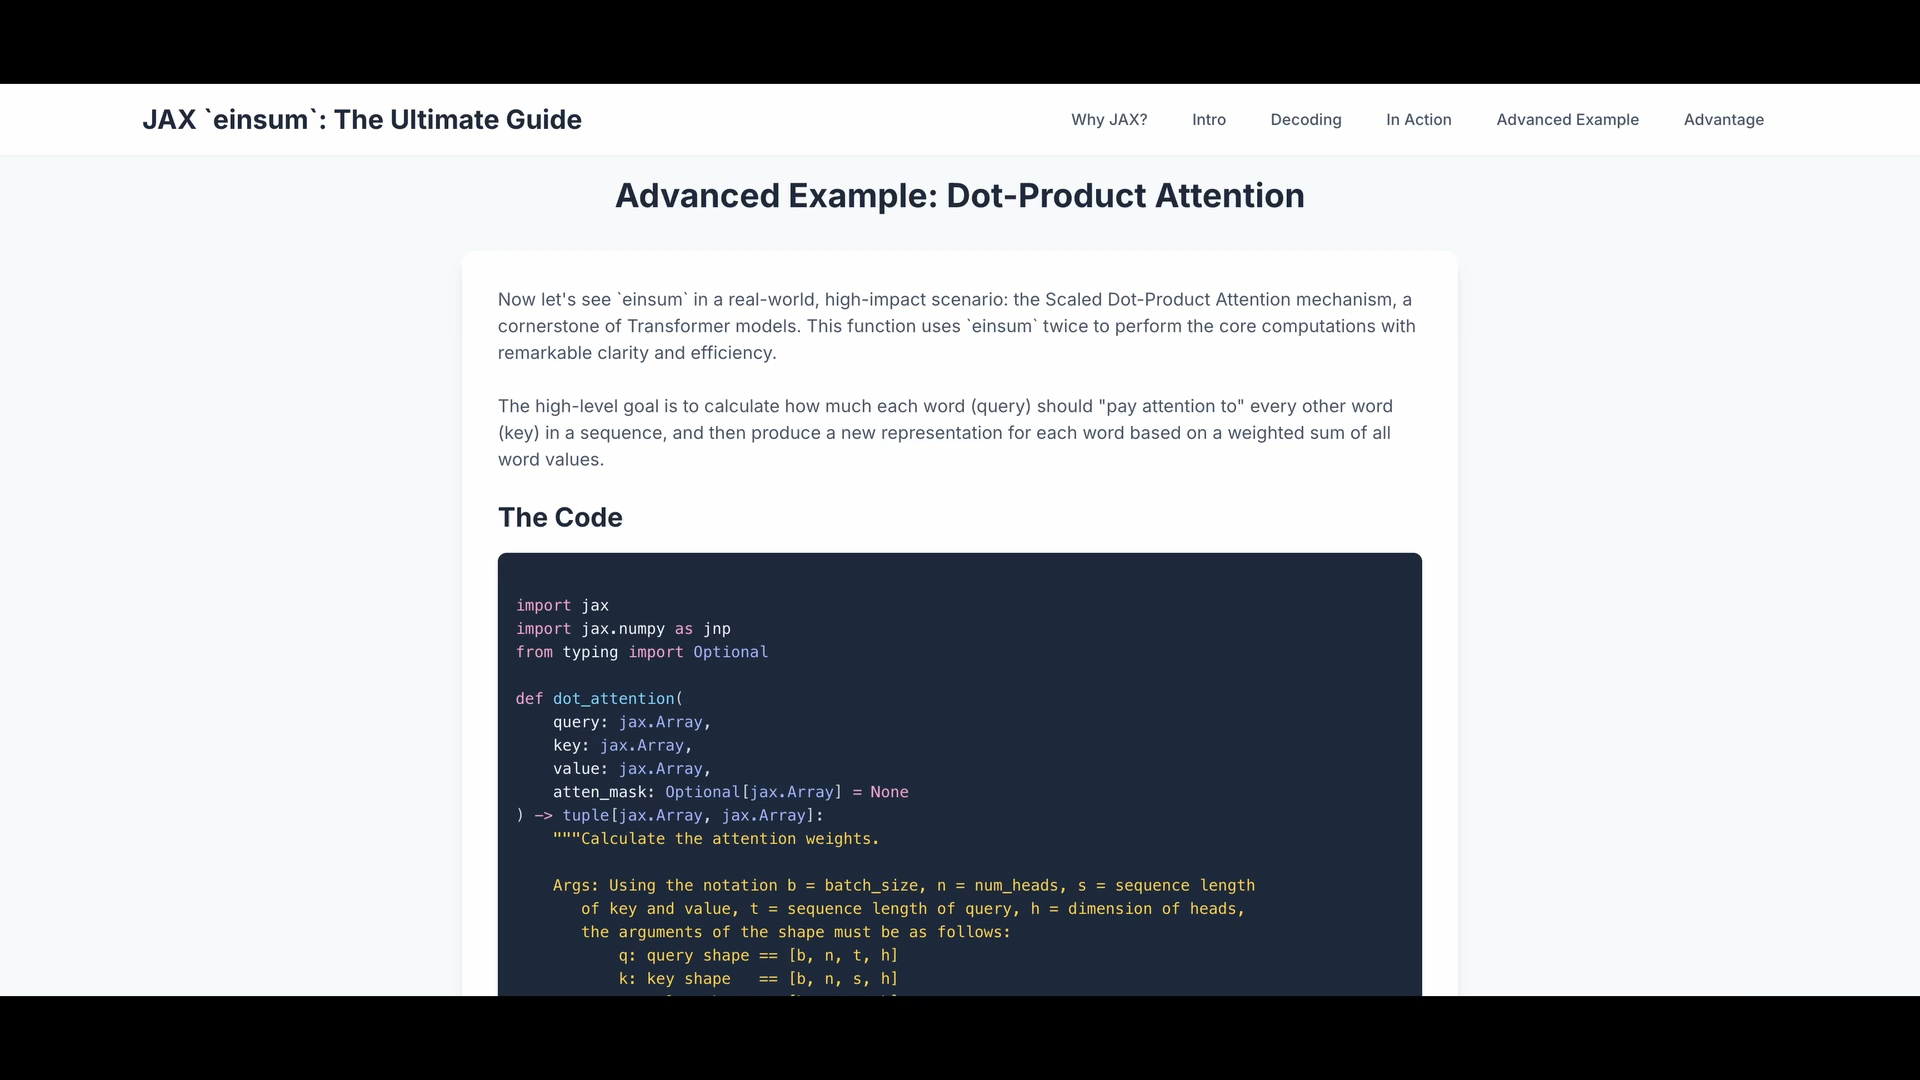 JAX `einsum`: The Ultimate Guide
Why JAX?
Intro
Decoding
In Action
Advanced Example
Advantage
Advanced Example: Dot-Product Attention
Now let's see `einsum` in a real-world, high-impact scenario: the Scaled Dot-Product Attention mechanism, a
cornerstone of Transformer models. This function uses `einsum` twice to perform the core computations with
remarkable clarity and efficiency.
The high-level goal is to calculate how much each word (query) should "pay attention to" every other word
(key) in a sequence, and then produce a new representation for each word based on a weighted sum of all
word values.
The Code
import jax
import jax.numpy as jnp
from typing import Optional
def dot_attention(
    query: jax.Array,
    key: jax.Array,
    value: jax.Array,
    atten_mask: Optional[jax.Array] = None
) -> tuple[jax.Array, jax.Array]:
    """Calculate the attention weights.
    Args: Using the notation b = batch_size, n = num_heads, s = sequence length
       of key and value, t = sequence length of query, h = dimension of heads,
       the arguments of the shape must be as follows:
           q: query shape == [b, n, t, h]
           k: key shape   == [b, n, s, h]